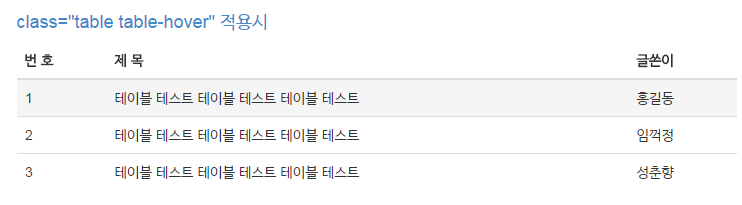 class="table table-hover" 적용시
번 호 제 목 글쓴이
1 테이블 테스트 테이블 테스트 테이블 테스트 홍길동
2 테이블 테스트 테이블 테스트 테이블 테스트 임꺽정
3 테이블 테스트 테이블 테스트 테이블 테스트 성춘향